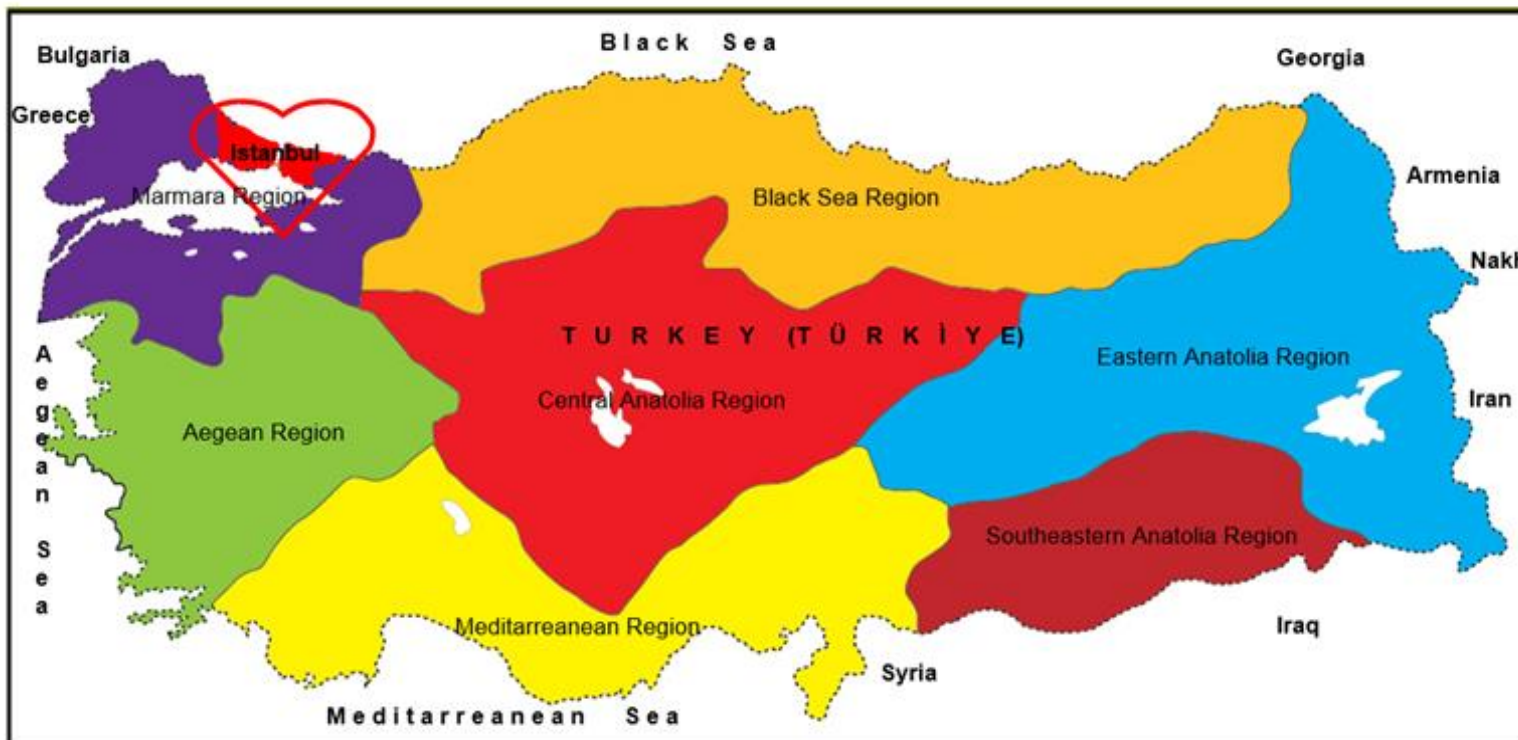 Black Sea
Bulgaria
Georgia
Greece
Istanbul
Armenia
Marmara Region
Black Sea Region
Nakh
TURKEY (TÜRKİYE)
Aegean Sea
Eastern Anatolia Region
Central Anatolia Region
Iran
Aegean Region
Southeastern Anatolia Region
Meditarreanean Region
Iraq
Syria
Meditarreanean Sea